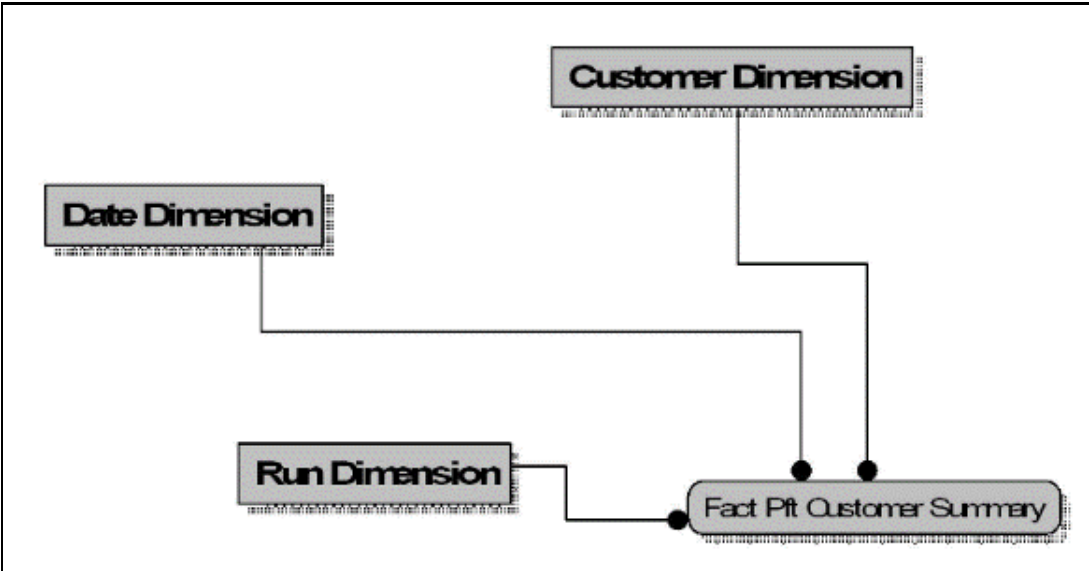 Customer Dimension
Date Dimension
Run Dimension
Fact Pft Customer Summary